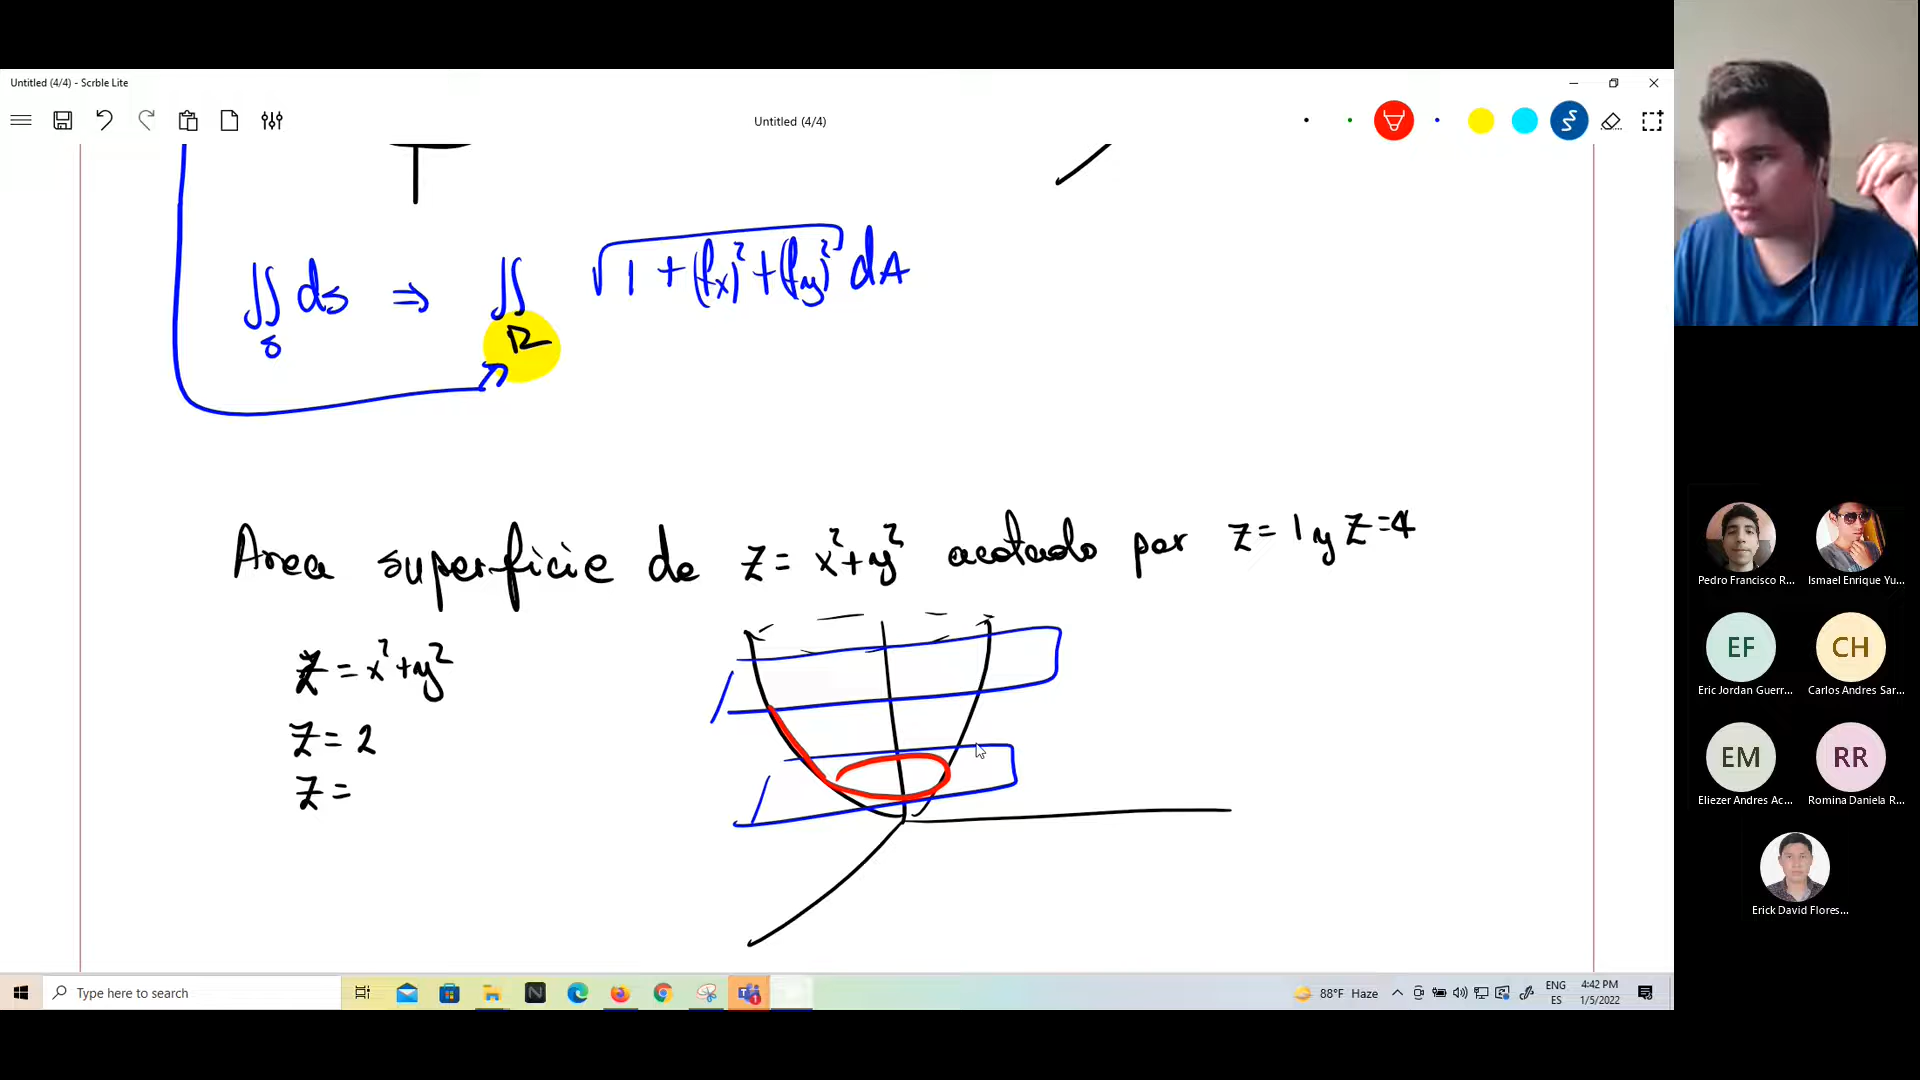 Untitled (4/4) - Scrble Lite
Untitled (4/4)
∬_S ds ⇒ ∬_R √(1 + (fx)² + (fy)²) dA
Area superficie de z = x² + y² acotado por z = 1 y z = 4
z = x² + y²
z = 2
z =
Pedro Francisco R...
Ismael Enrique Yu...
EF
CH
Eric Jordan Guerr...
Carlos Andres Sar...
EM
RR
Eliezer Andres Ac...
Romina Daniela R...
Erick David Flores...
Type here to search
88°F Haze
ENG
ES
4:42 PM
1/5/2022